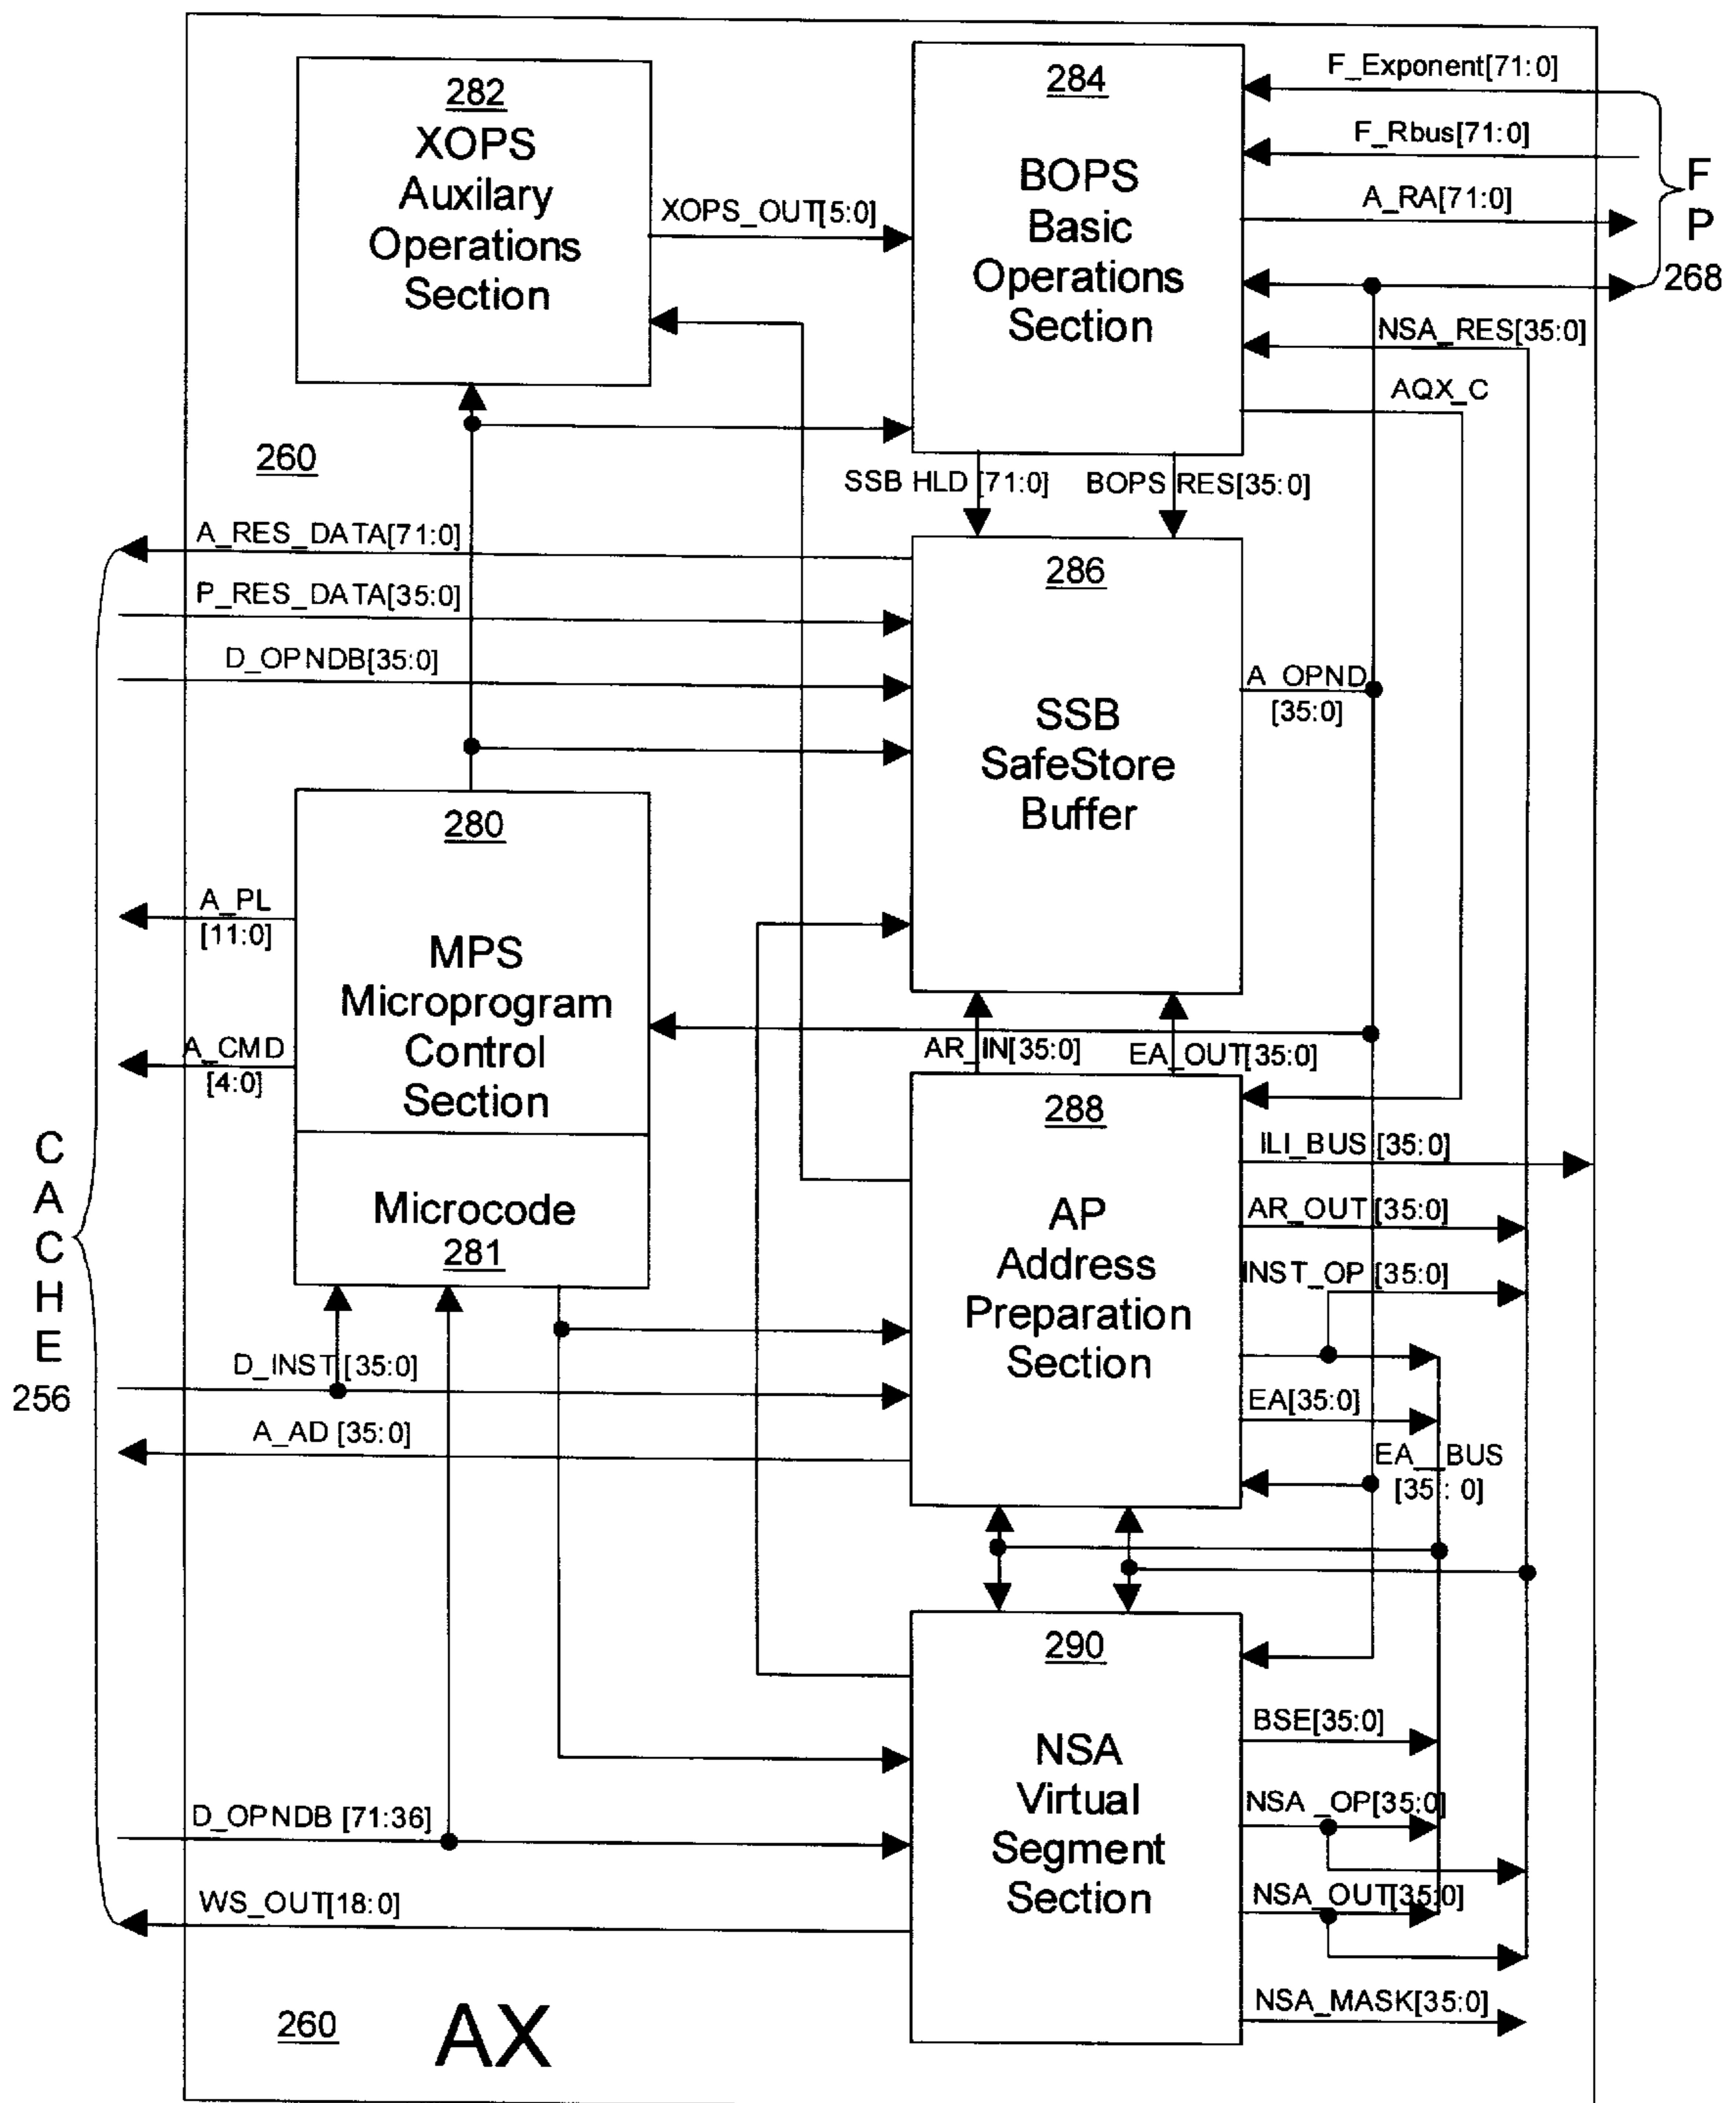 282
XOPS
Auxilary
Operations
Section
XOPS_OUT[5:0]
284
BOPS
Basic
Operations
Section
F_Exponent[71:0]
F_Rbus[71:0]
A_RA[71:0]
F
P
268
NSA_RES[35:0]
AQX_C
260
SSB HLD [71:0]
BOPS RES[35:0]
A_RES_DATA[71:0]
P_RES_DATA[35:0]
D_OPNDB[35:0]
286
SSB
SafeStore
Buffer
A_OPND
[35:0]
280
MPS
Microprogram
Control
Section
A_PL
[11:0]
A_CMD
[4:0]
Microcode
281
AR_IN[35:0]
EA_OUT[35:0]
C
A
C
H
E
256
288
AP
Address
Preparation
Section
ILI_BUS [35:0]
AR_OUT [35:0]
INST_OP [35:0]
EA[35:0]
EA_BUS
[35 : 0]
D_INST [35:0]
A_AD [35:0]
290
NSA
Virtual
Segment
Section
BSE[35:0]
NSA_OP[35:0]
NSA_OUT[35:0]
NSA_MASK[35:0]
D_OPNDB [71:36]
WS_OUT[18:0]
260
AX